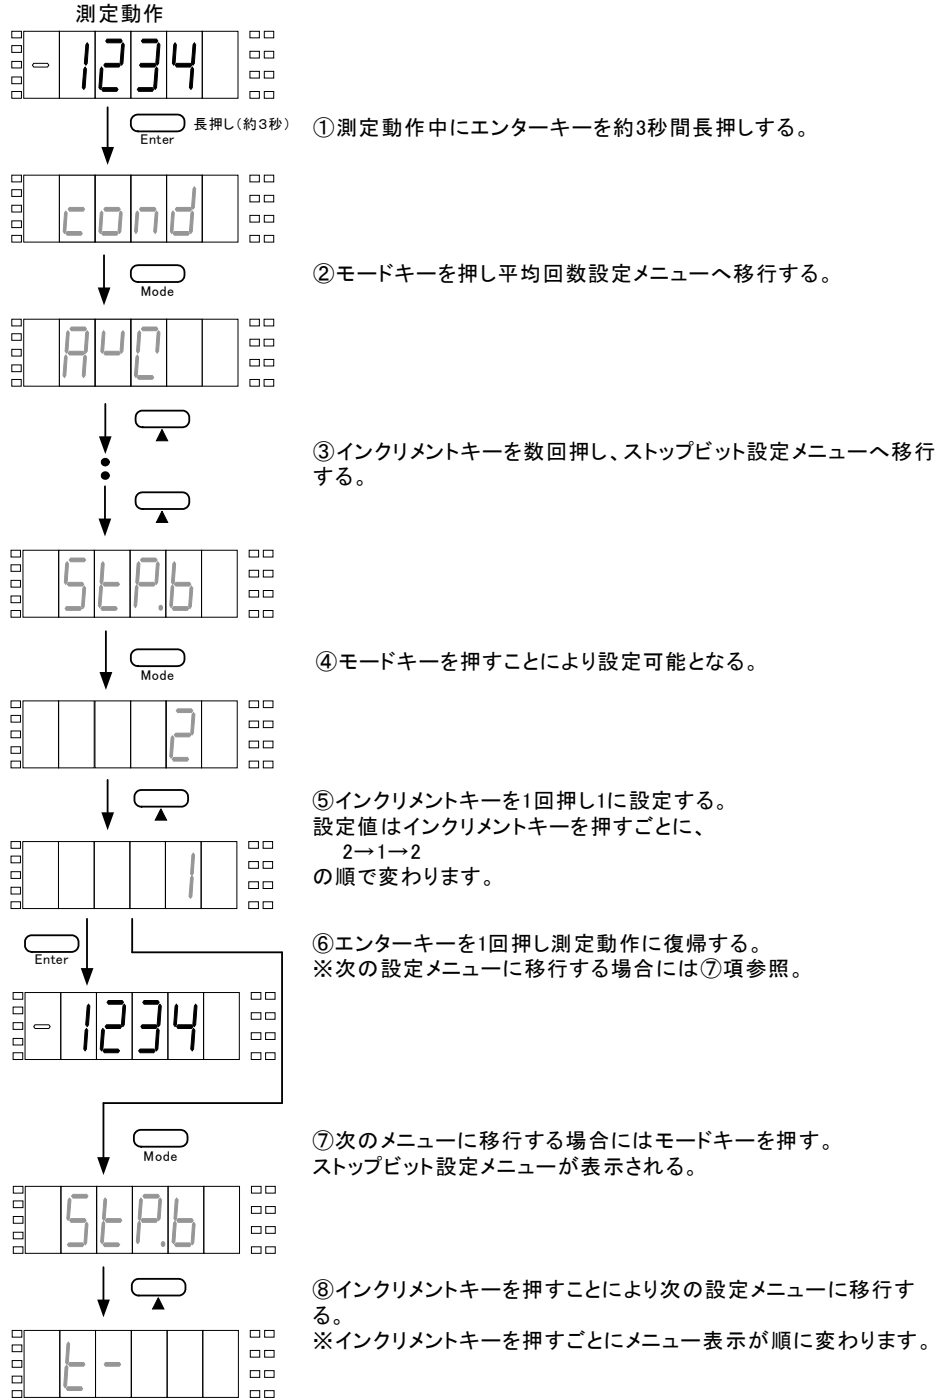 測定動作
-1234
長押し(約3秒)
Enter
①測定動作中にエンターキーを約3秒間長押しする。
cond
Mode
②モードキーを押し平均回数設定メニューへ移行する。
AvG
▲
③インクリメントキーを数回押し、ストップビット設定メニューへ移行
する。
▲
StP.b
Mode
④モードキーを押すことにより設定可能となる。
2
▲
⑤インクリメントキーを1回押し1に設定する。
設定値はインクリメントキーを押すごとに、
2→1→2
の順で変わります。
1
Enter
⑥エンターキーを1回押し測定動作に復帰する。
※次の設定メニューに移行する場合には⑦項参照。
-1234
Mode
⑦次のメニューに移行する場合にはモードキーを押す。
ストップビット設定メニューが表示される。
StP.b
▲
⑧インクリメントキーを押すことにより次の設定メニューに移行す
る。
※インクリメントキーを押すごとにメニュー表示が順に変わります。
t-